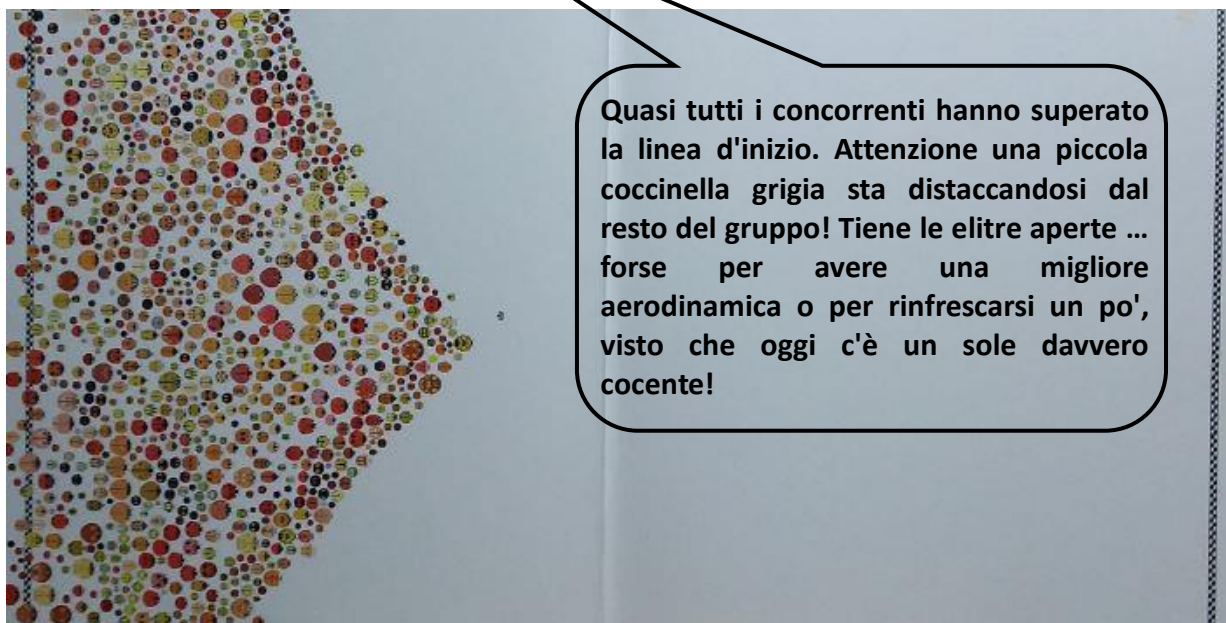 Quasi tutti i concorrenti hanno superato
la linea d'inizio. Attenzione una piccola
coccinella grigia sta distaccandosi dal
resto del gruppo! Tiene le elitre aperte …
forse per avere una migliore
aerodinamica o per rinfrescarsi un po',
visto che oggi c'è un sole davvero
cocente!